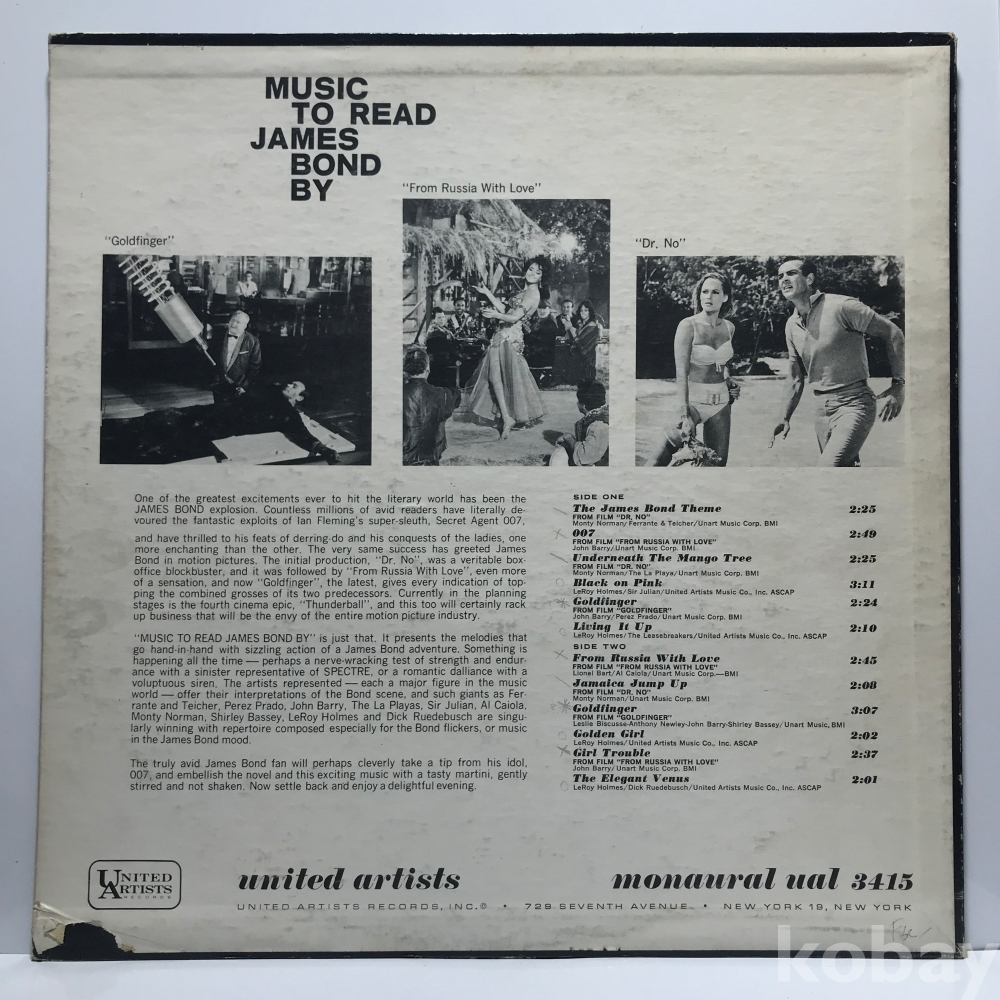 MUSIC
TO READ
JAMES
BOND
BY
"From Russia With Love"
"Goldfinger"
"Dr. No"
One of the greatest excitements ever to hit the literary world has been the
JAMES BOND explosion. Countless millions of avid readers have literally de-
voured the fantastic exploits of Ian Fleming's super-sleuth, Secret Agent 007,
and have thrilled to his feats of derring-do and his conquests of the ladies, one
more enchanting than the other. The very same success has greeted James
Bond in motion pictures. The initial production, "Dr. No", was a veritable box-
office blockbuster, and it was followed by "From Russia With Love", even more
of a sensation, and now "Goldfinger", the latest, gives every indication of top-
ping the combined grosses of its two predecessors. Currently in the planning
stages is the fourth cinema epic, "Thunderball", and this too will certainly rack
up business that will be the envy of the entire motion picture industry.
"MUSIC TO READ JAMES BOND BY" is just that. It presents the melodies that
go hand-in-hand with sizzling action of a James Bond adventure. Something is
happening all the time — perhaps a nerve-wracking test of strength and endur-
ance with a sinister representative of SPECTRE, or a romantic dalliance with a
voluptuous siren. The artists represented — each a major figure in the music
world — offer their interpretations of the Bond scene, and such giants as Fer-
rante and Teicher, Perez Prado, John Barry, The La Playas, Sir Julian, Al Caiola,
Monty Norman, Shirley Bassey, LeRoy Holmes and Dick Ruedebusch are singu-
larly winning with repertoire composed especially for the Bond flickers, or music
in the James Bond mood.
The truly avid James Bond fan will perhaps cleverly take a tip from his idol,
007, and embellish the novel and this exciting music with a tasty martini, gently
stirred and not shaken. Now settle back and enjoy a delightful evening.
SIDE ONE
The James Bond Theme 2:25
FROM FILM "DR. NO"
Monty Norman/Ferrante & Teicher/Unart Music Corp. BMI
007 2:49
FROM FILM "FROM RUSSIA WITH LOVE"
John Barry/Unart Music Corp. BMI
Underneath The Mango Tree 2:25
FROM FILM "DR. NO"
Monty Norman/The La Playa/Unart Music Corp. BMI
Black on Pink 3:11
LeRoy Holmes/Sir Julian/United Artists Music Co., Inc. ASCAP
Goldfinger 2:24
FROM FILM "GOLDFINGER"
John Barry/Perez Prado/Unart Music Corp. BMI
Living It Up 2:10
LeRoy Holmes/The Leasebreakers/United Artists Music Co., Inc. ASCAP
SIDE TWO
From Russia With Love 2:45
FROM FILM "FROM RUSSIA WITH LOVE"
Lionel Bart/Al Caiola/Unart Music Corp.—BMI
Jamaica Jump Up 2:08
FROM FILM "DR. NO"
Monty Norman/Unart Music Corp. BMI
Goldfinger 3:07
FROM FILM "GOLDFINGER"
Leslie Biscusse-Anthony Newley-John Barry-Shirley Bassey/Unart Music, BMI
Golden Girl 2:02
LeRoy Holmes/United Artists Music Co., Inc. ASCAP
Girl Trouble 2:37
FROM FILM "FROM RUSSIA WITH LOVE"
John Barry/Unart Music Corp. BMI
The Elegant Venus 2:01
LeRoy Holmes/Dick Ruedebusch/United Artists Music Co., Inc. ASCAP
UNITED
ARTISTS
RECORDS
united artists monaural ual 3415
UNITED ARTISTS RECORDS, INC.© • 729 SEVENTH AVENUE • NEW YORK 19, NEW YORK
kobay